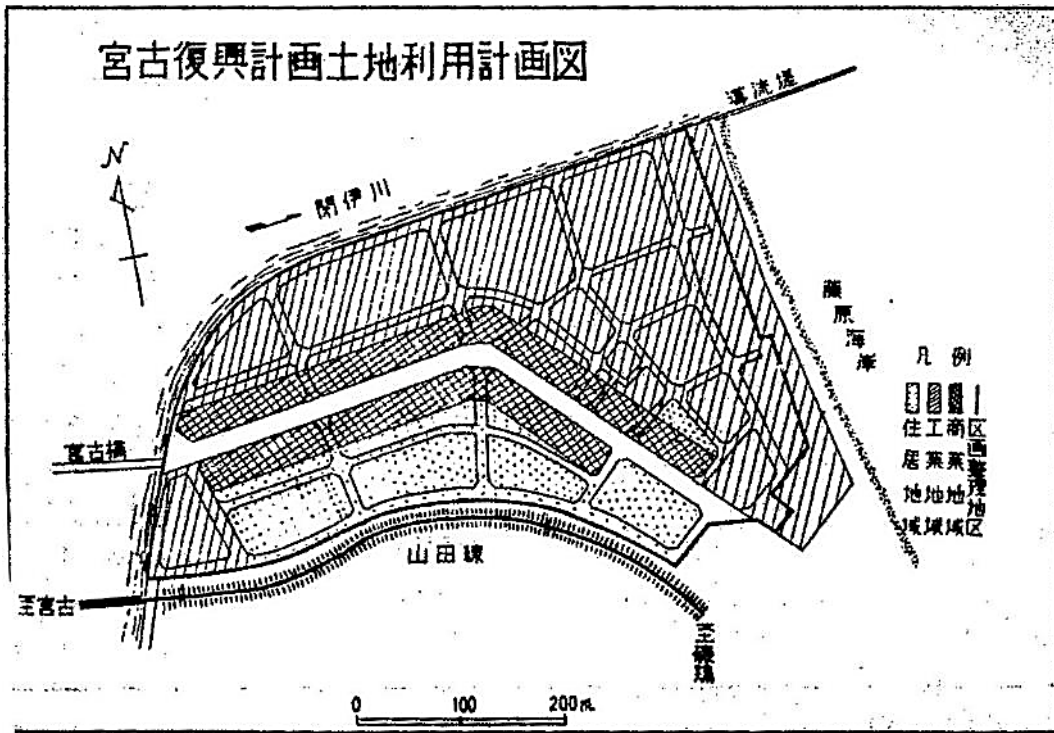 宮古復興計画土地利用計画図
導流堤
N
閉伊川
藤原海岸
凡例
区画整理地区
商業地域
工業地域
住居地域
宮古橋
山田線
至宮古
至磯鶏
0 100 200m